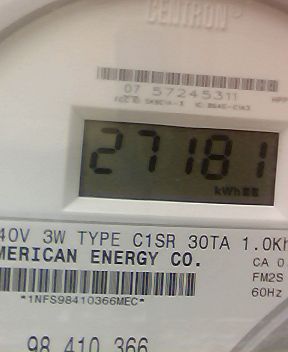 CENTRON®
07 57245311
27181
kWh
40V 3W TYPE C1SR 30TA 1.0Kh
MERICAN ENERGY CO.
CA 0
FM2S
*1NFS98410366MEC*
60Hz
98 410 366